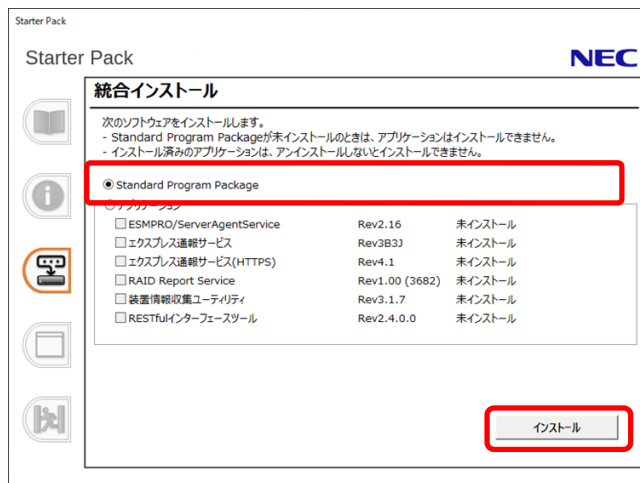 Starter Pack
Starter Pack
NEC
統合インストール
次のソフトウェアをインストールします。
- Standard Program Packageが未インストールのときは、アプリケーションはインストールできません。
- インストール済みのアプリケーションは、アンインストールしないとインストールできません。
Standard Program Package
アプリケーション
ESMPRO/ServerAgentService Rev2.16 未インストール
エクスプレス通報サービス Rev3B3J 未インストール
エクスプレス通報サービス(HTTPS) Rev4.1 未インストール
RAID Report Service Rev1.00 (3682) 未インストール
装置情報収集ユーティリティ Rev3.1.7 未インストール
RESTfulインターフェースツール Rev2.4.0.0 未インストール
インストール